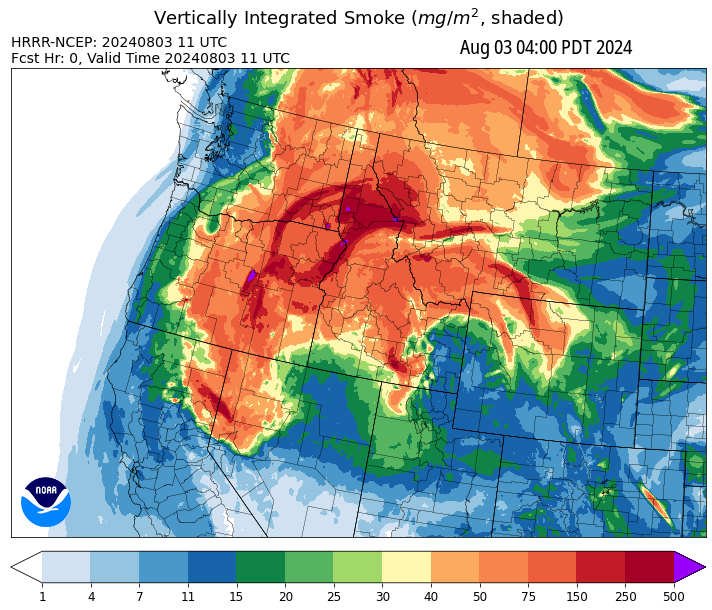 Vertically Integrated Smoke (mg/m², shaded)
HRRR-NCEP: 20240803 11 UTC
Aug 03 04:00 PDT 2024
Fcst Hr: 0, Valid Time 20240803 11 UTC
NOAA
1 4 7 11 15 20 25 30 40 50 75 150 250 500